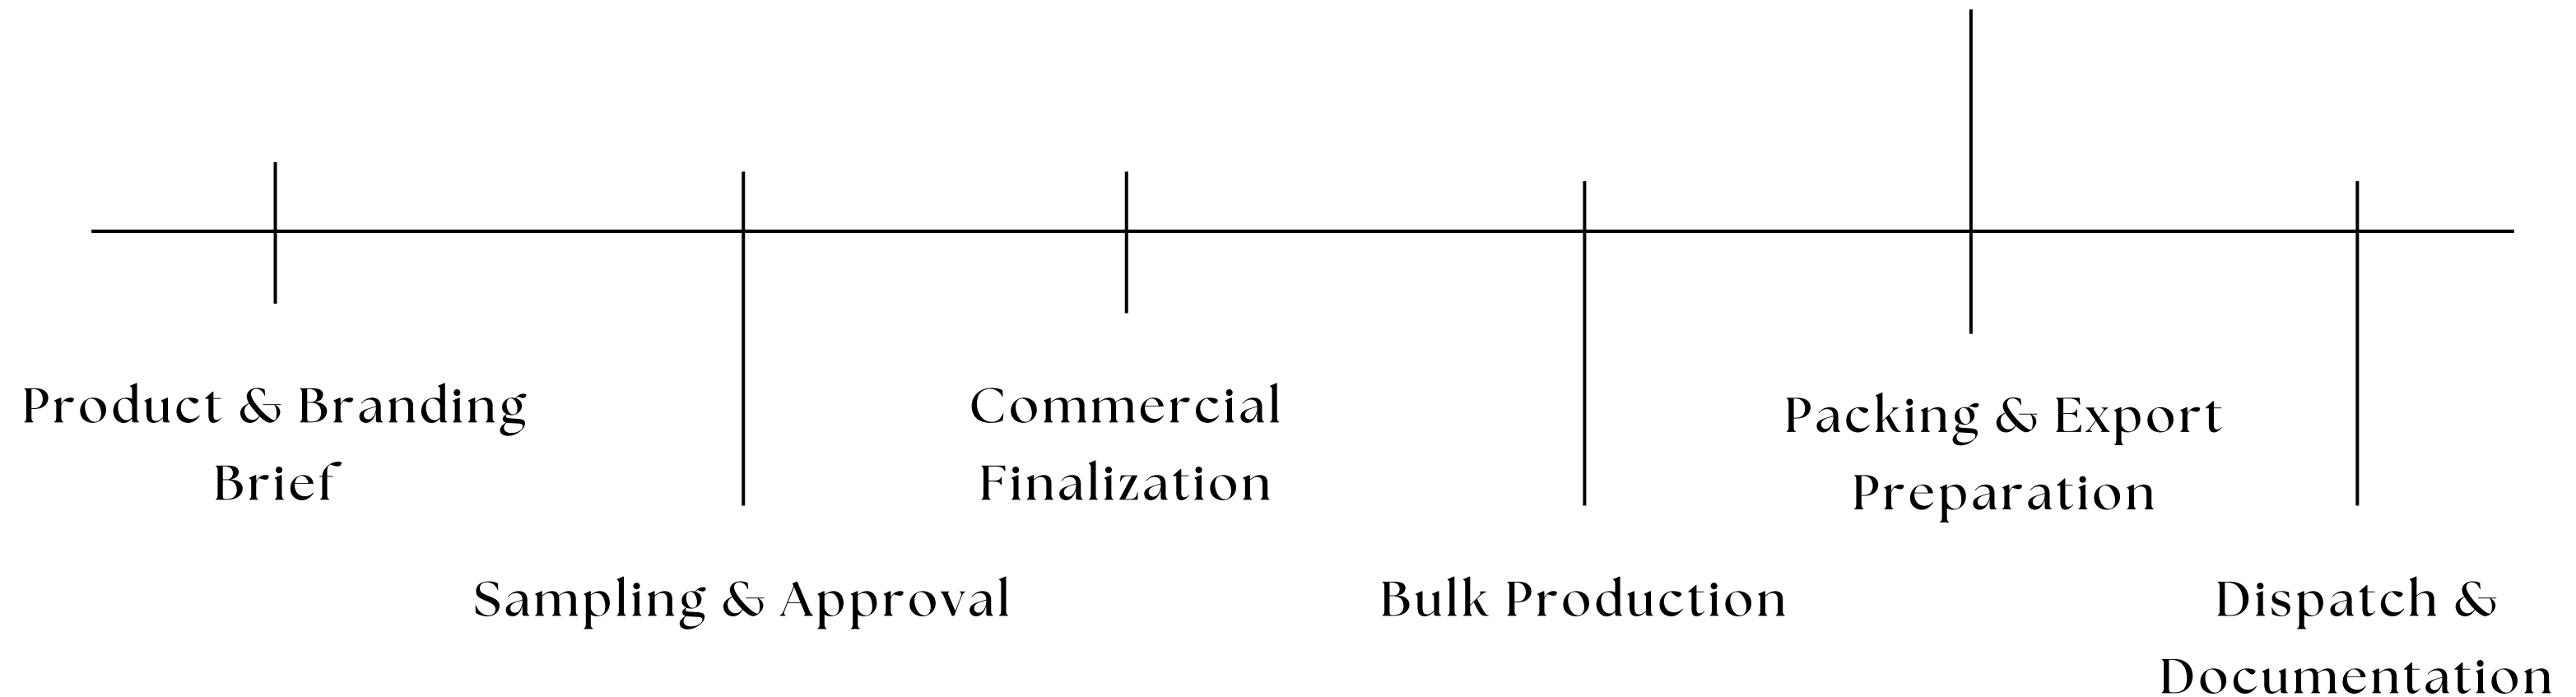 Product & Branding
Brief
Sampling & Approval
Commercial
Finalization
Bulk Production
Packing & Export
Preparation
Dispatch &
Documentation